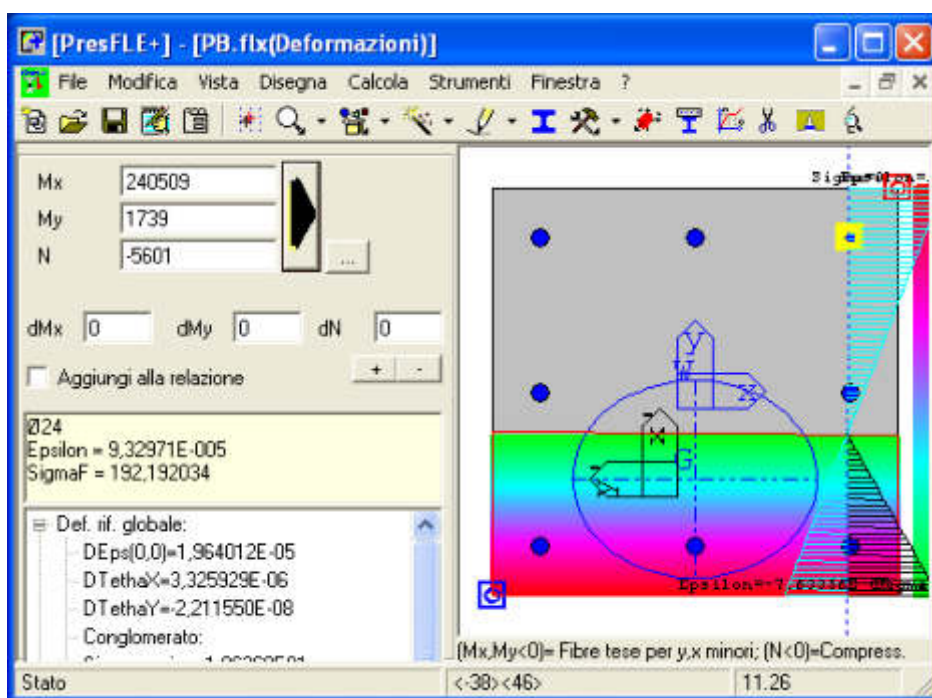 [PresFLE+] - [PB.flx(Deformazioni)]
File Modifica Vista Disegna Calcola Strumenti Finestra ?
Mx 240509
My 1739
N -5601
...
dMx 0 dMy 0 dN 0
Aggiungi alla relazione + -
Ø24
Epsilon = 9,32971E-005
SigmaF = 192,192034
Def. rif. globale:
DEps(0,0)=1,964012E-05
DTethaX=3,325929E-06
DTethaY=-2,211550E-08
Conglomerato:
y
W
X
X
G
Y
(Mx,My<0)= Fibre tese per y,x minori; (N<0)=Compress.
Stato <-38><46> 11.26